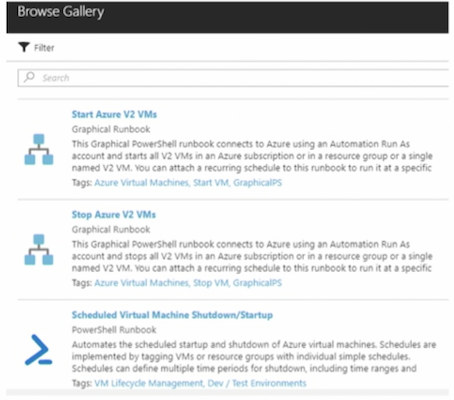 Browse Gallery
Filter
Search
Start Azure V2 VMs
Graphical Runbook
This Graphical PowerShell runbook connects to Azure using an Automation Run As
account and starts all V2 VMs in an Azure subscription or in a resource group or a single
named V2 VM. You can attach a recurring schedule to this runbook to run it at a specific
Tags: Azure Virtual Machines, Start VM, GraphicalPS
Stop Azure V2 VMs
Graphical Runbook
This Graphical PowerShell runbook connects to Azure using an Automation Run As
account and stops all V2 VMs in an Azure subscription or in a resource group or a single
named V2 VM. You can attach a recurring schedule to this runbook to run it at a specific
Tags: Azure Virtual Machines, Stop VM, GraphicalPS
Scheduled Virtual Machine Shutdown/Startup
PowerShell Runbook
Automates the scheduled startup and shutdown of Azure virtual machines. Schedules are
implemented by tagging VMs or resource groups with individual simple schedules.
Schedules can define multiple time periods for shutdown, including time ranges and
Tags: VM Lifecycle Management, Dev / Test Environments